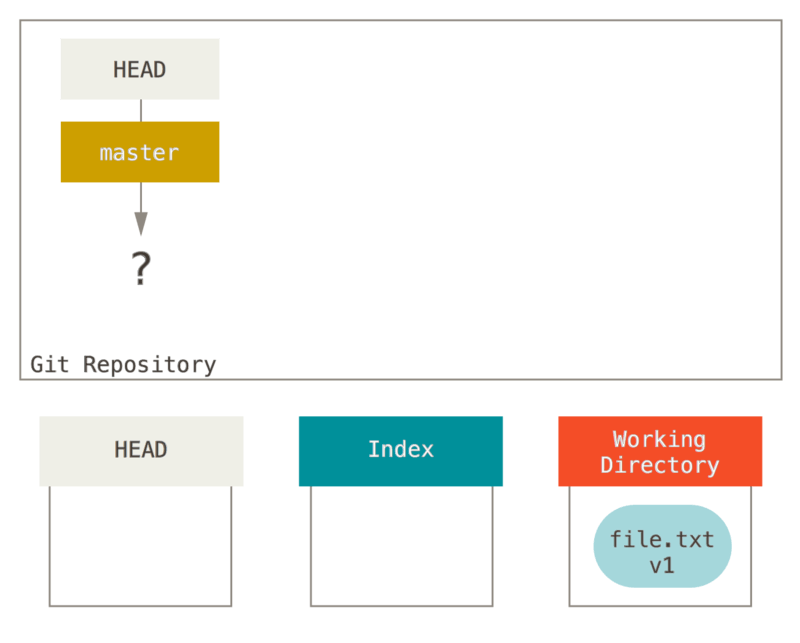 HEAD
master
?
Git Repository
HEAD
Index
Working
Directory
file.txt
v1